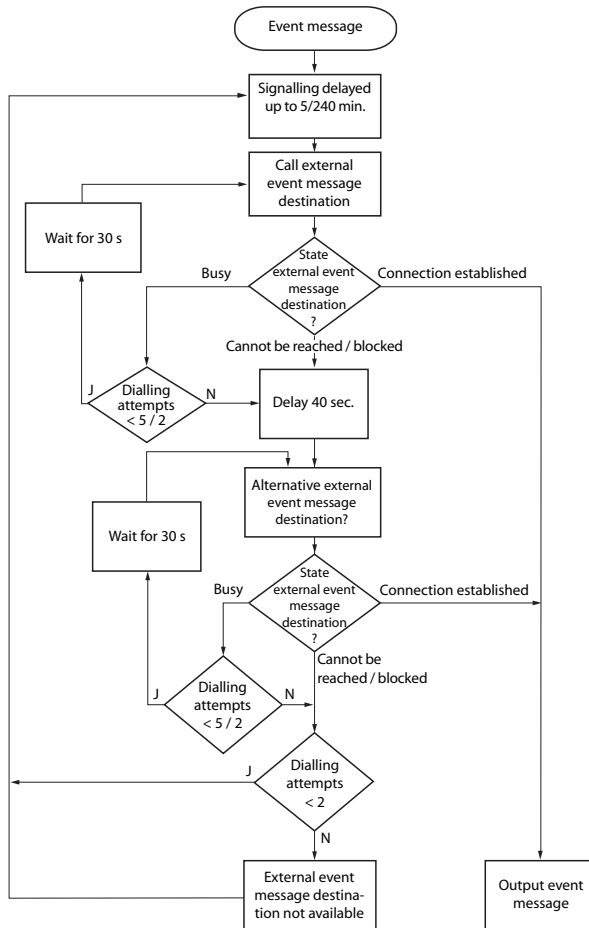 Event message
Signalling delayed
up to 5/240 min.
Call external
event message
destination
Wait for 30 s
State
external event
message
destination
?
Busy
Connection established
Cannot be reached / blocked
J
Dialling
attempts
< 5 / 2
N
Delay 40 sec.
Alternative external
event message
destination?
Wait for 30 s
State
external event
message
destination
?
Busy
Connection established
Cannot be
reached / blocked
J
Dialling
attempts
< 5 / 2
N
J
Dialling
attempts
< 2
N
External event
message destina-
tion not available
Output event
message